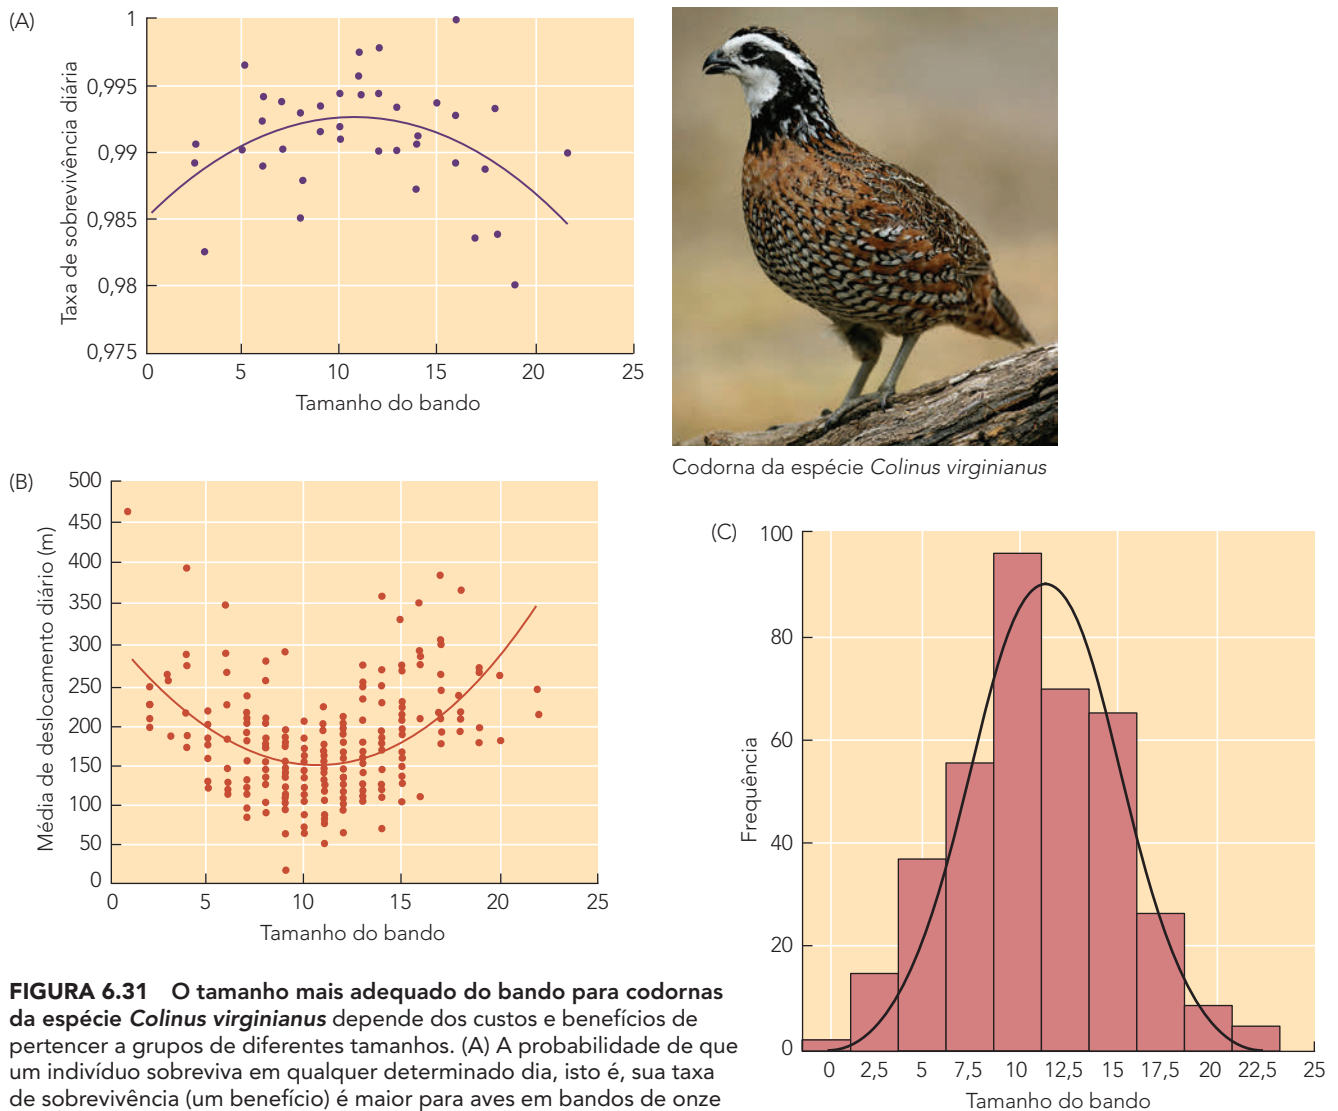 (A)
Taxa de sobrevivência diária
1
0,995
0,99
0,985
0,98
0,975
0 5 10 15 20 25
Tamanho do bando
Codorna da espécie Colinus virginianus
(B)
Média de deslocamento diário (m)
500
450
400
350
300
250
200
150
100
50
0
0 5 10 15 20 25
Tamanho do bando
(C)
Frequência
100
80
60
40
20
0
0 2,5 5 7,5 10 12,5 15 17,5 20 22,5 25
Tamanho do bando
FIGURA 6.31 O tamanho mais adequado do bando para codornas
da espécie Colinus virginianus depende dos custos e benefícios de
pertencer a grupos de diferentes tamanhos. (A) A probabilidade de que
um indivíduo sobreviva em qualquer determinado dia, isto é, sua taxa
de sobrevivência (um benefício) é maior para aves em bandos de onze